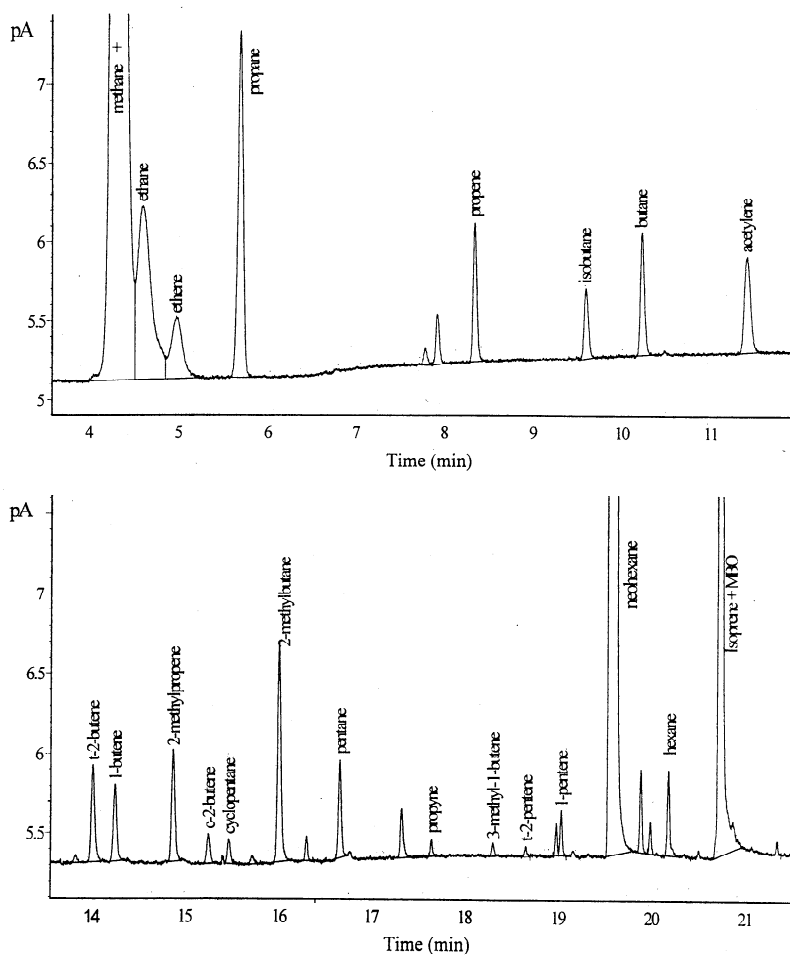 pA
methane +
ethane
ethene
propane
propene
isobutane
butane
acetylene
7
6.5
6
5.5
5
4 5 6 7 8 9 10 11
Time (min)
pA
t-2-butene
1-butene
2-methylpropene
c-2-butene
cyclopentane
2-methylbutane
pentane
propyne
3-methyl-1-butene
t-2-pentene
1-pentene
neohexane
hexane
Isoprene + MBO
7
6.5
6
5.5
14 15 16 17 18 19 20 21
Time (min)